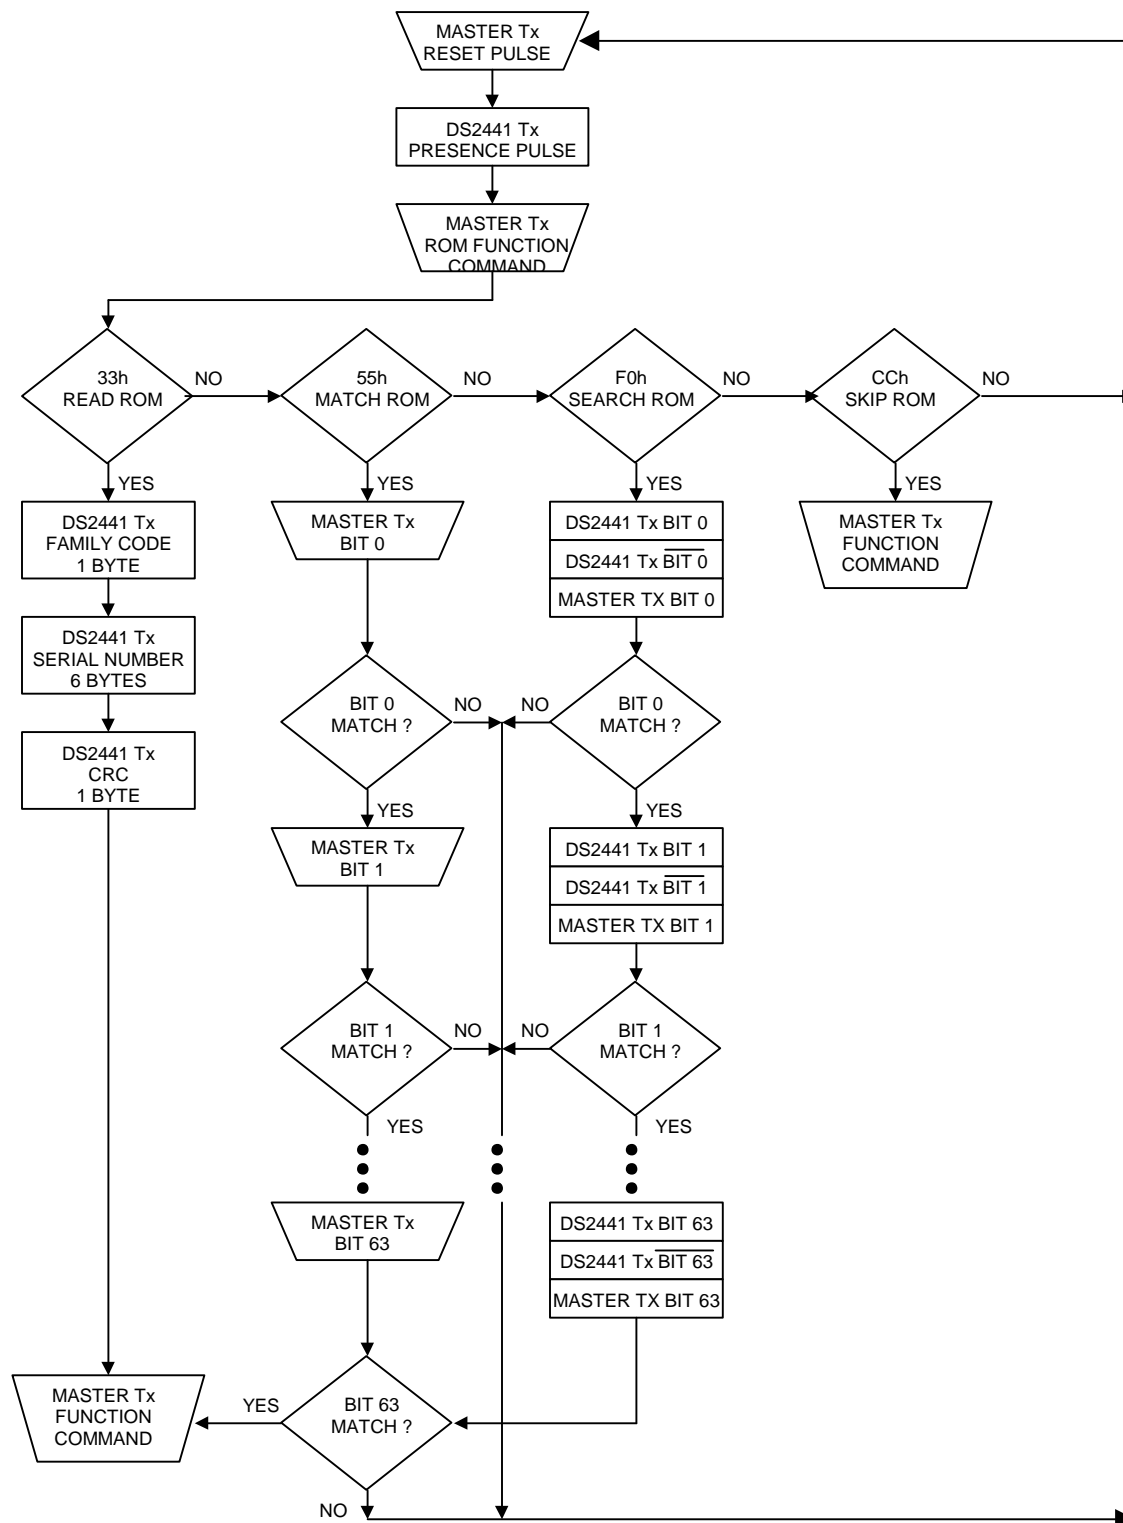 MASTER Tx
RESET PULSE
DS2441 Tx
PRESENCE PULSE
MASTER Tx
ROM FUNCTION
COMMAND
33h
READ ROM
NO
55h
MATCH ROM
NO
F0h
SEARCH ROM
NO
CCh
SKIP ROM
NO
YES
YES
YES
YES
DS2441 Tx
FAMILY CODE
1 BYTE
DS2441 Tx
SERIAL NUMBER
6 BYTES
DS2441 Tx
CRC
1 BYTE
MASTER Tx
BIT 0
DS2441 Tx BIT 0
DS2441 Tx BIT 0
MASTER TX BIT 0
MASTER Tx
FUNCTION
COMMAND
BIT 0
MATCH ?
NO
NO
BIT 0
MATCH ?
YES
YES
MASTER Tx
BIT 1
DS2441 Tx BIT 1
DS2441 Tx BIT 1
MASTER TX BIT 1
BIT 1
MATCH ?
NO
NO
BIT 1
MATCH ?
YES
YES
MASTER Tx
BIT 63
DS2441 Tx BIT 63
DS2441 Tx BIT 63
MASTER TX BIT 63
MASTER Tx
FUNCTION
COMMAND
YES
BIT 63
MATCH ?
NO